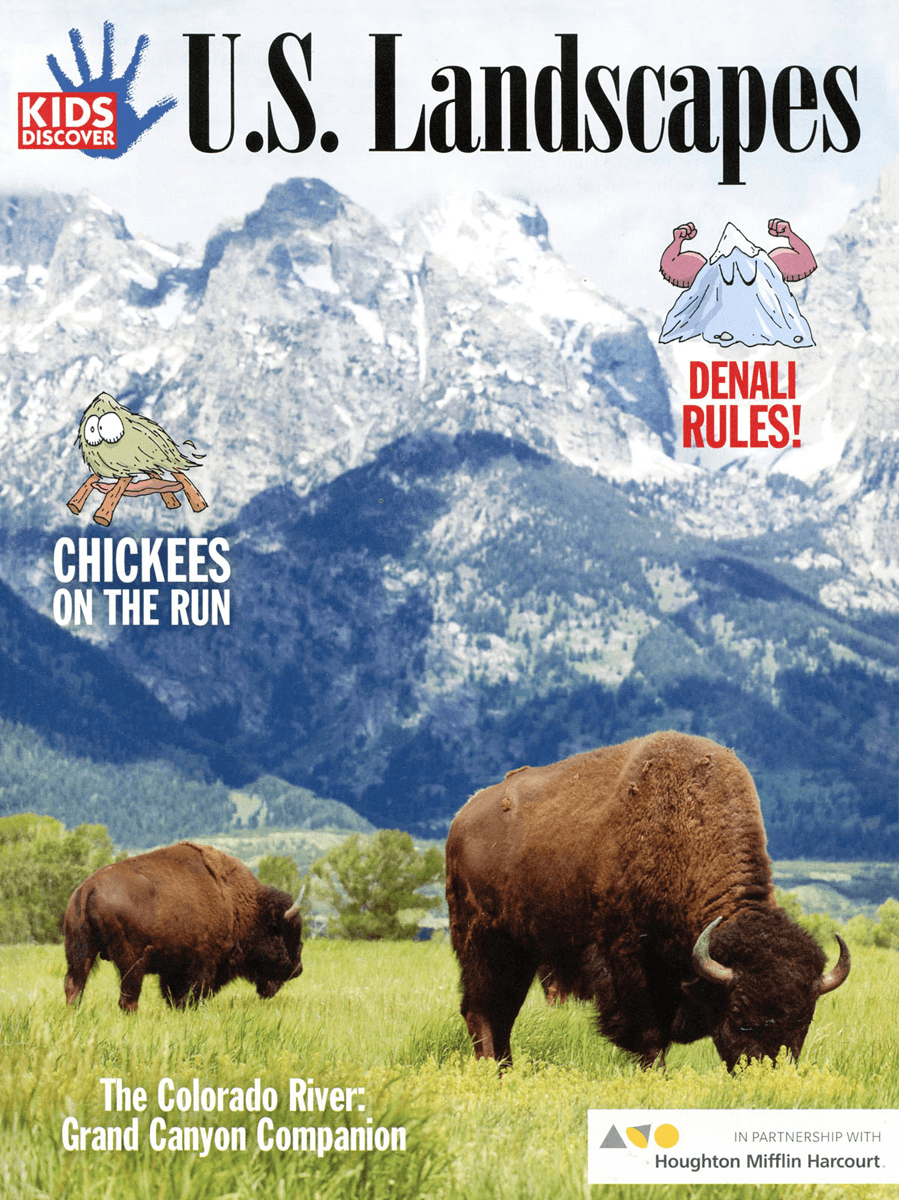 KIDS
DISCOVER
U.S. Landscapes
DENALI
RULES!
CHICKEES
ON THE RUN
The Colorado River:
Grand Canyon Companion
IN PARTNERSHIP WITH
Houghton Mifflin Harcourt